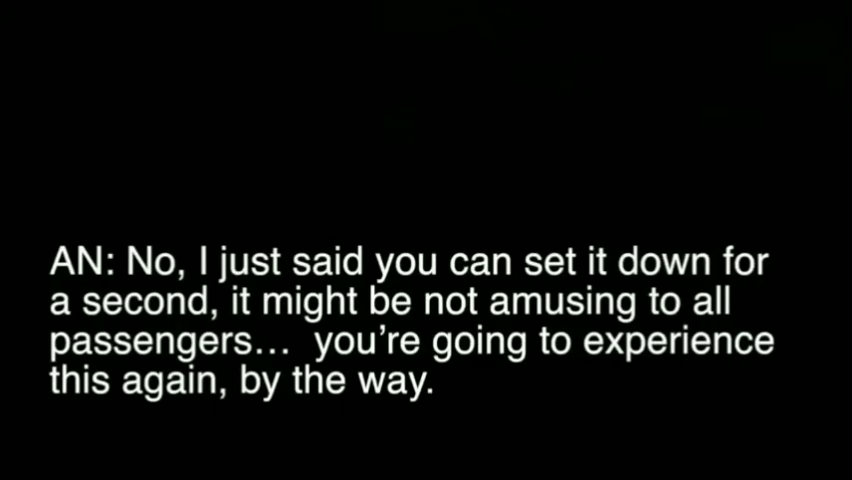 AN: No, I just said you can set it down for
a second, it might be not amusing to all
passengers…  you’re going to experience
this again, by the way.